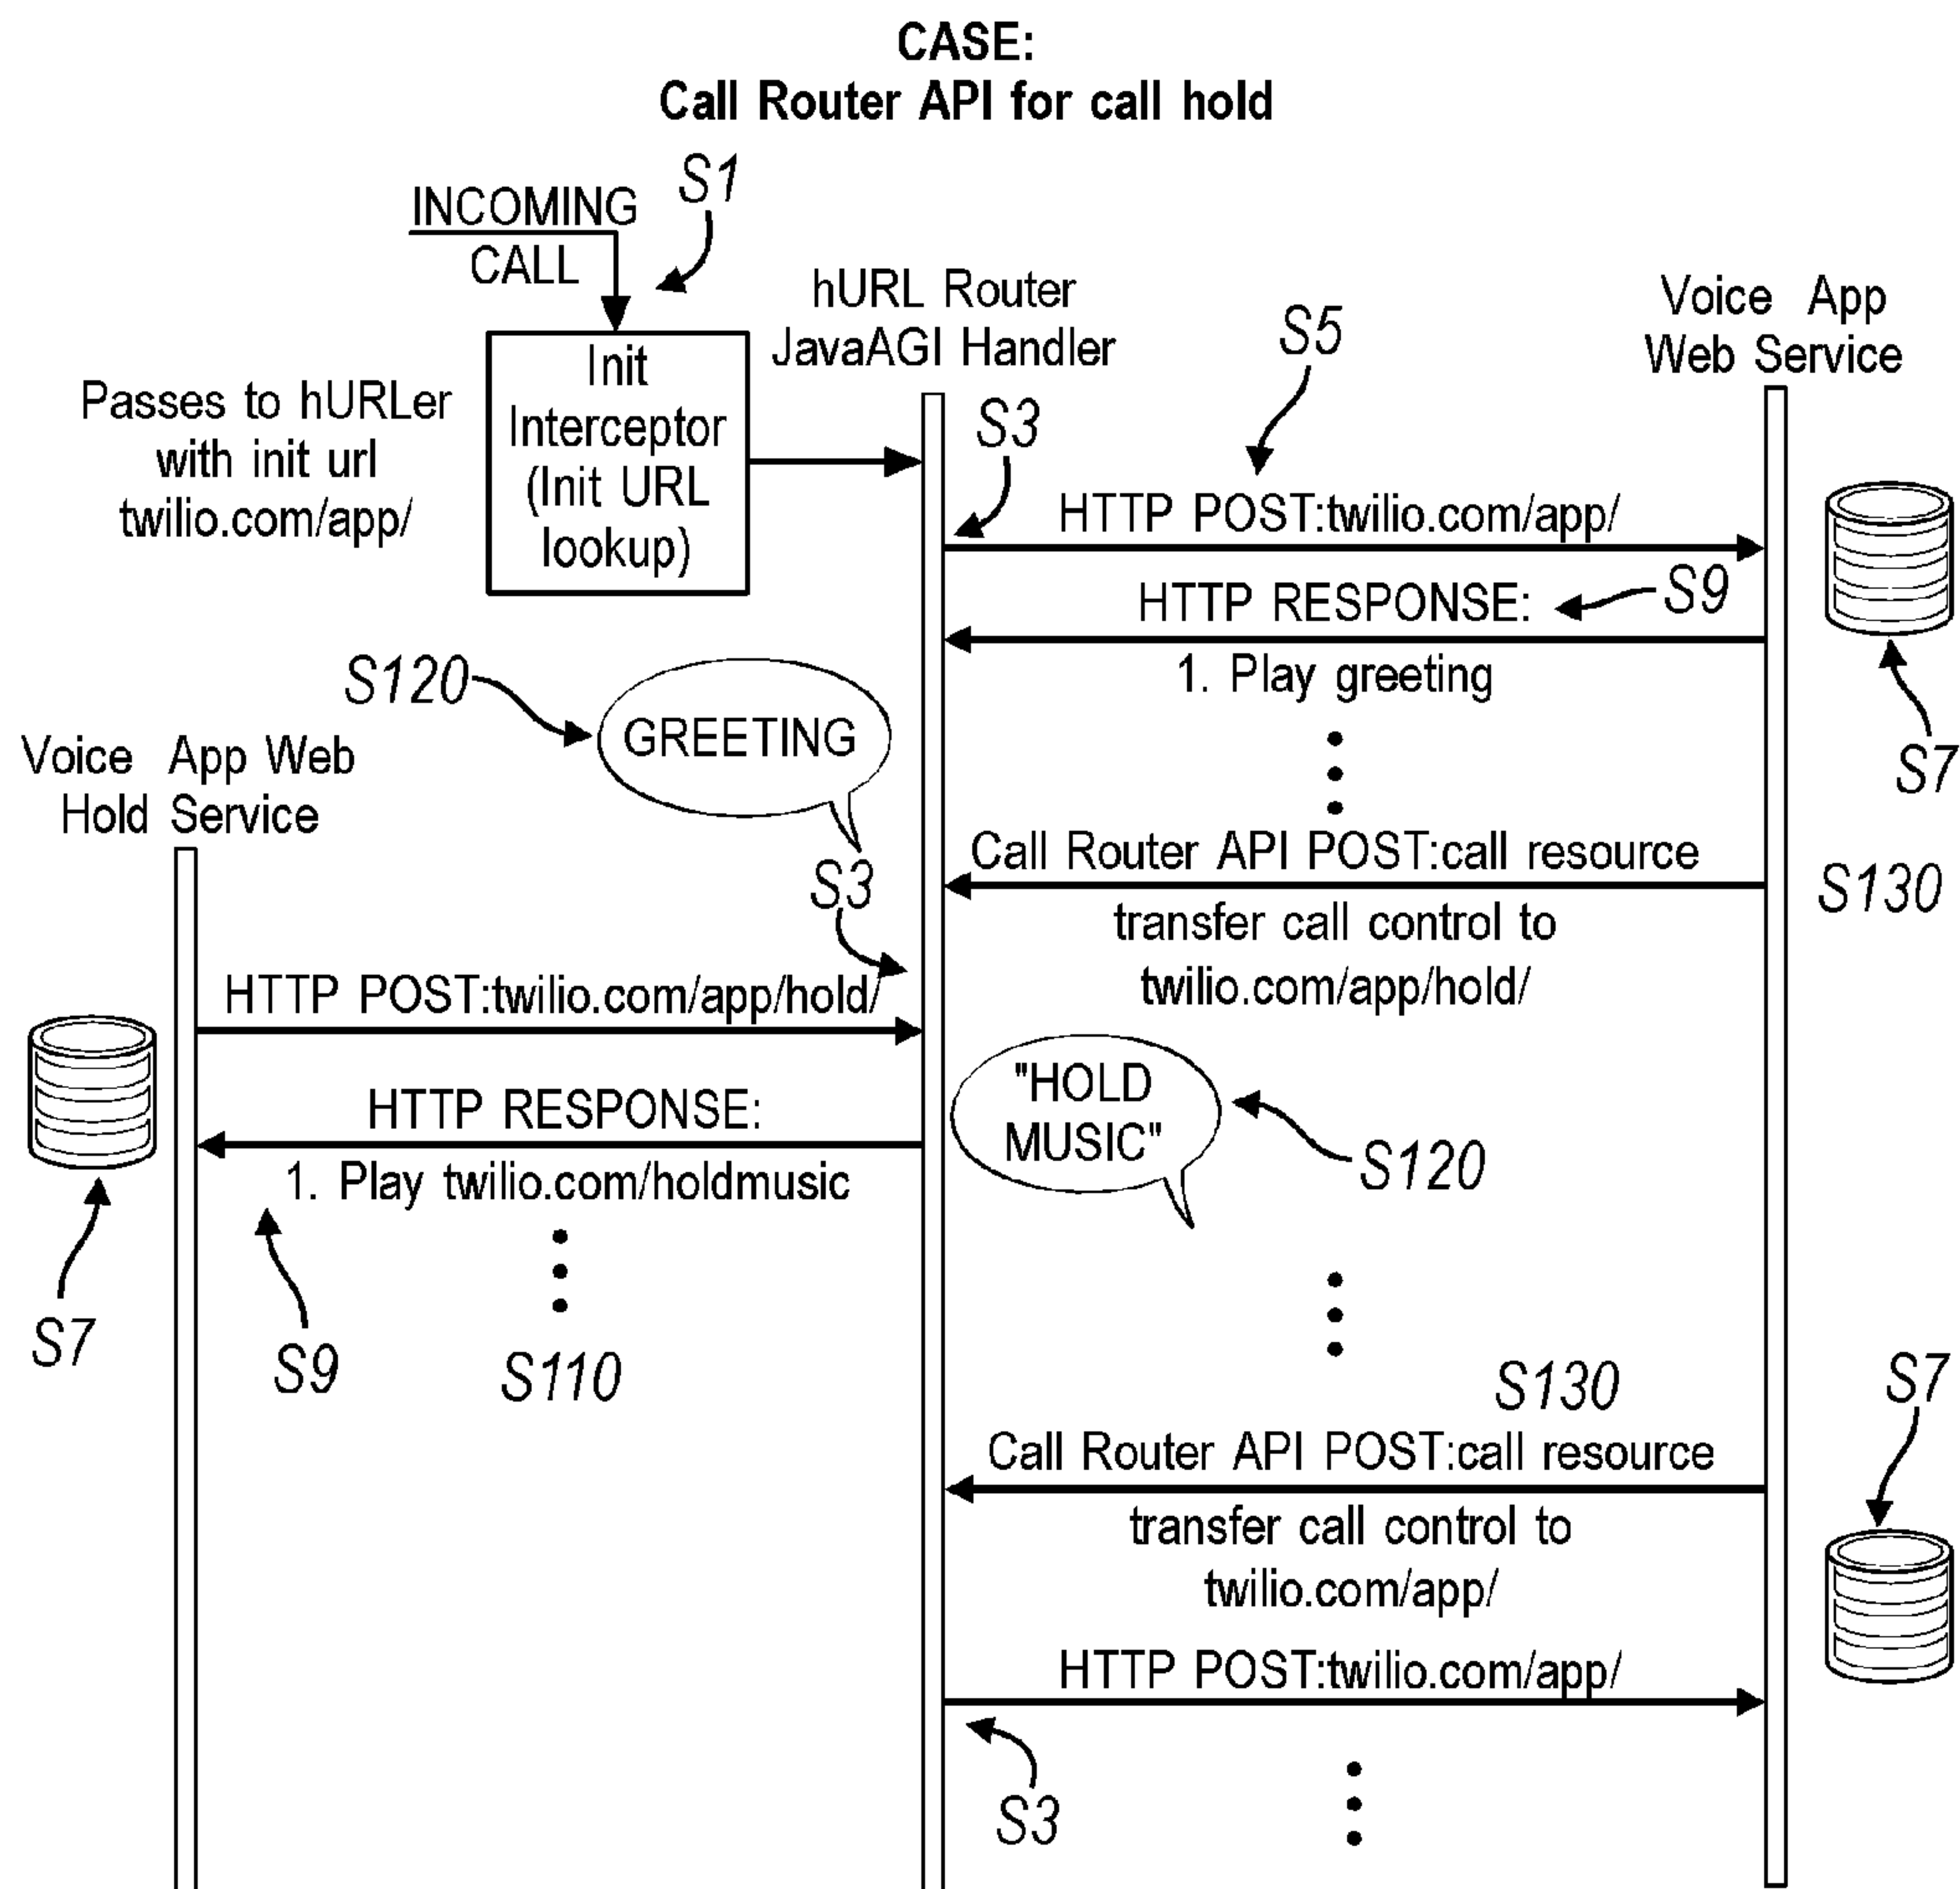 CASE:
Call Router API for call hold
S1
INCOMING
CALL
hURL Router
JavaAGI Handler
Voice App
Web Service
S5
Init
Interceptor
(Init URL
lookup)
Passes to hURLer
with init url
twilio.com/app/
S3
HTTP POST:twilio.com/app/
HTTP RESPONSE:
S9
1. Play greeting
S7
S120
GREETING
Voice App Web
Hold Service
S3
Call Router API POST:call resource
S130
transfer call control to
twilio.com/app/hold/
HTTP POST:twilio.com/app/hold/
"HOLD
MUSIC"
S120
HTTP RESPONSE:
1. Play twilio.com/holdmusic
S7
S9
S110
S130
S7
Call Router API POST:call resource
transfer call control to
twilio.com/app/
HTTP POST:twilio.com/app/
S3